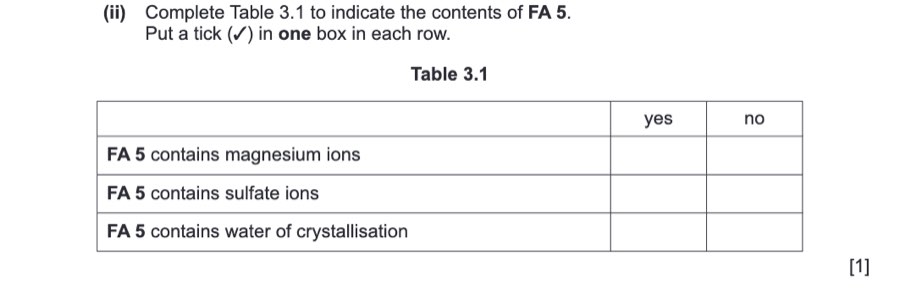 (ii) Complete Table 3.1 to indicate the contents of FA 5.
Put a tick (✓) in one box in each row.
Table 3.1
yes no
FA 5 contains magnesium ions
FA 5 contains sulfate ions
FA 5 contains water of crystallisation
[1]